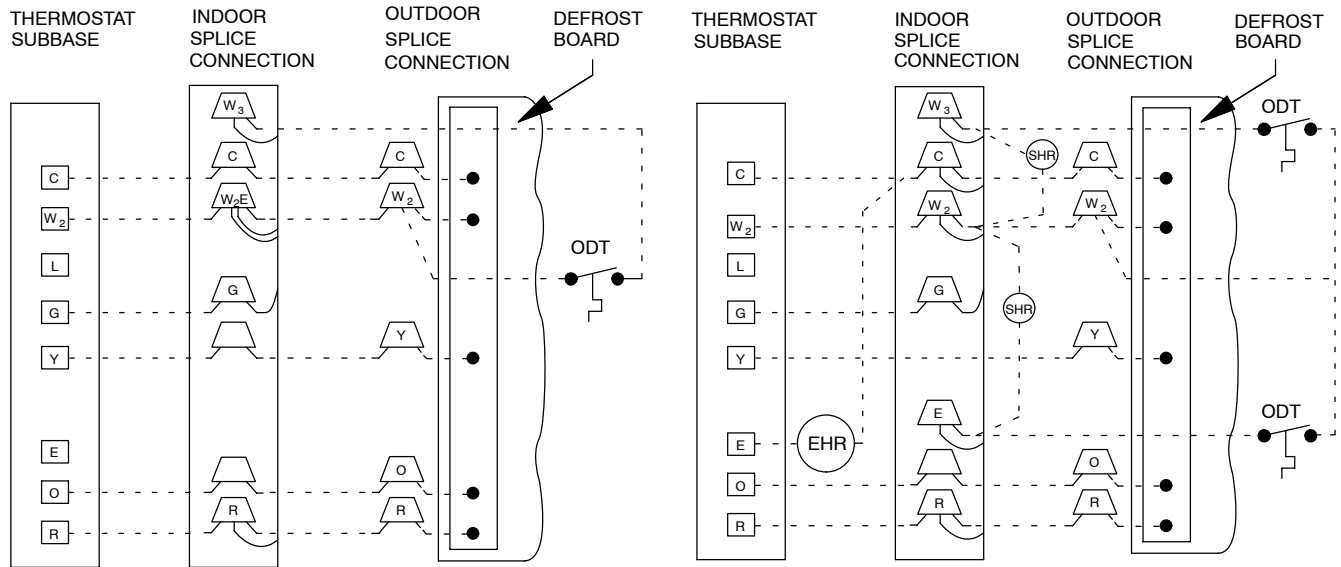 THERMOSTAT
SUBBASE
INDOOR
SPLICE
CONNECTION
OUTDOOR
SPLICE
CONNECTION
DEFROST
BOARD
W3
C
C
C
W2
W2E
W2
ODT
L
G
G
Y
Y
E
O
O
R
R
R
THERMOSTAT
SUBBASE
INDOOR
SPLICE
CONNECTION
OUTDOOR
SPLICE
CONNECTION
DEFROST
BOARD
W3
ODT
SHR
C
C
C
W2
W2
W2
L
G
G
SHR
Y
Y
E
ODT
E
EHR
O
O
R
R
R